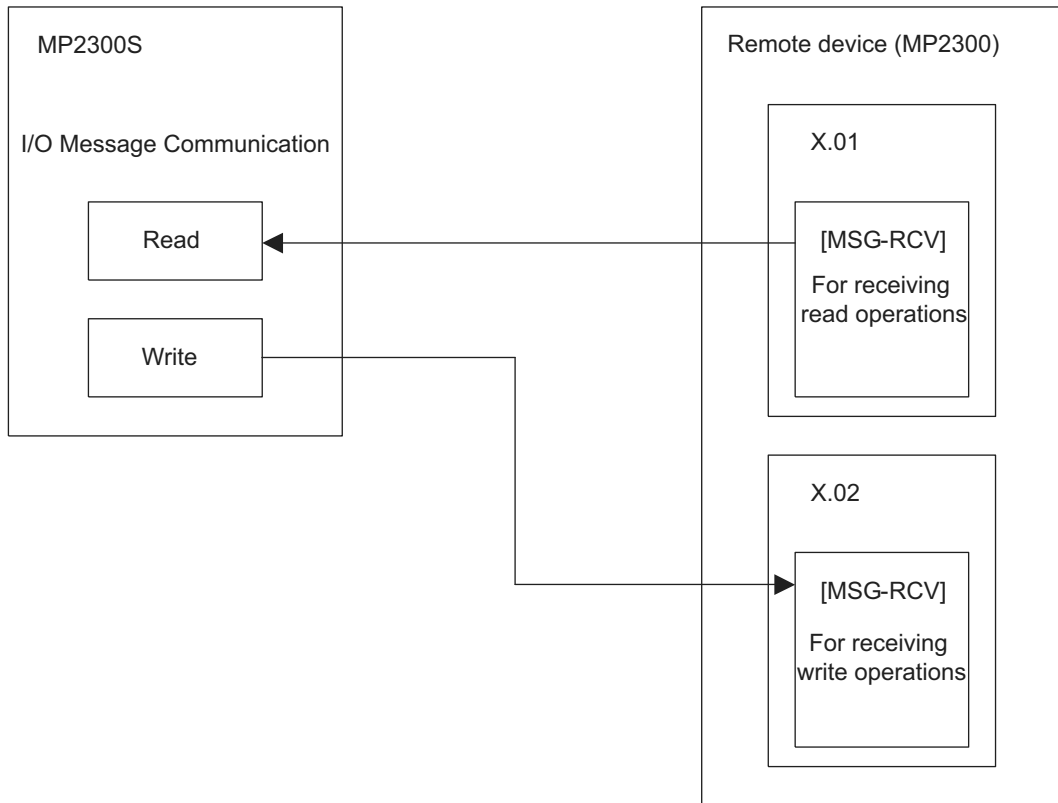 MP2300S
I/O Message Communication
Read
Write
Remote device (MP2300)
X.01
[MSG-RCV]
For receiving
read operations
X.02
[MSG-RCV]
For receiving
write operations